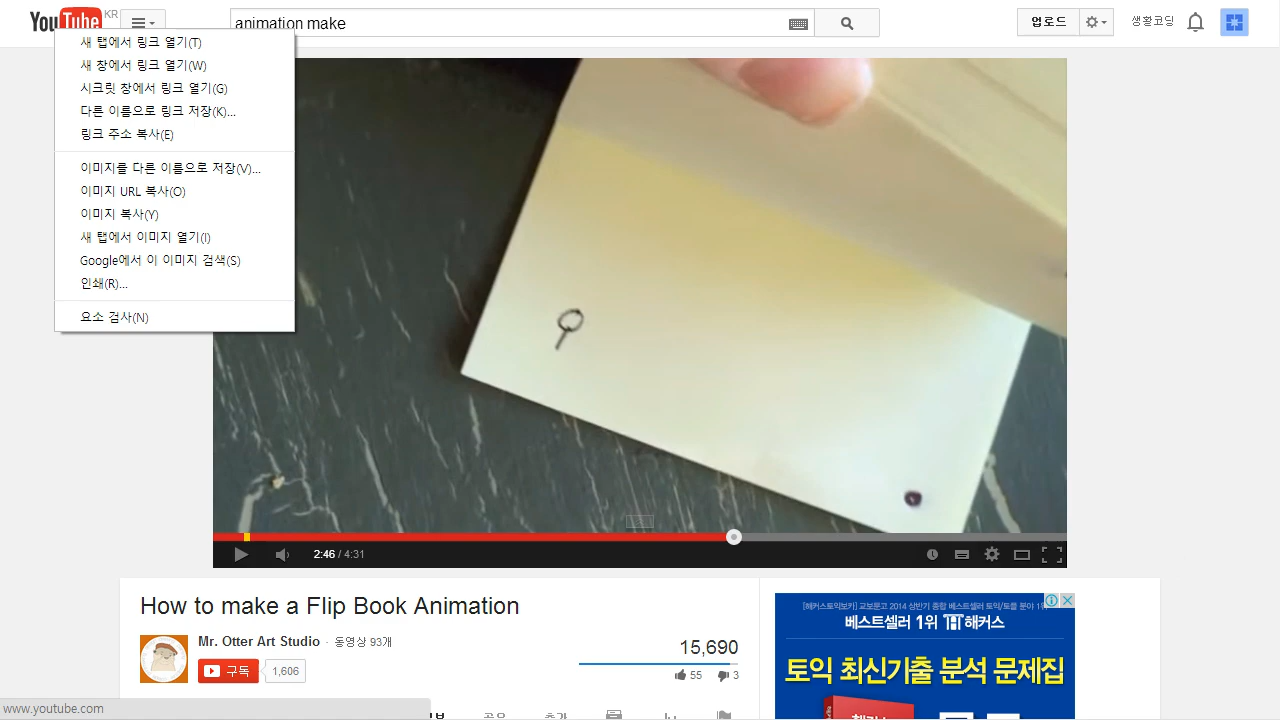 YouTube KR
animation make
업로드
생활코딩
새 탭에서 링크 열기(T)
새 창에서 링크 열기(W)
시크릿 창에서 링크 열기(G)
다른 이름으로 링크 저장(K)...
링크 주소 복사(E)
이미지를 다른 이름으로 저장(V)...
이미지 URL 복사(O)
이미지 복사(Y)
새 탭에서 이미지 열기(I)
Google에서 이 이미지 검색(S)
인쇄(R)...
요소 검사(N)
2:46 / 4:31
How to make a Flip Book Animation
Mr. Otter Art Studio · 동영상 93개
구독 1,606
15,690
55 3
[해커스토익보카] 교보문고 2014 상반기 종합 베스트셀러 토익/토플 분야 1위
베스트셀러 1위 해커스
토익 최신기출 분석 문제집
www.youtube.com